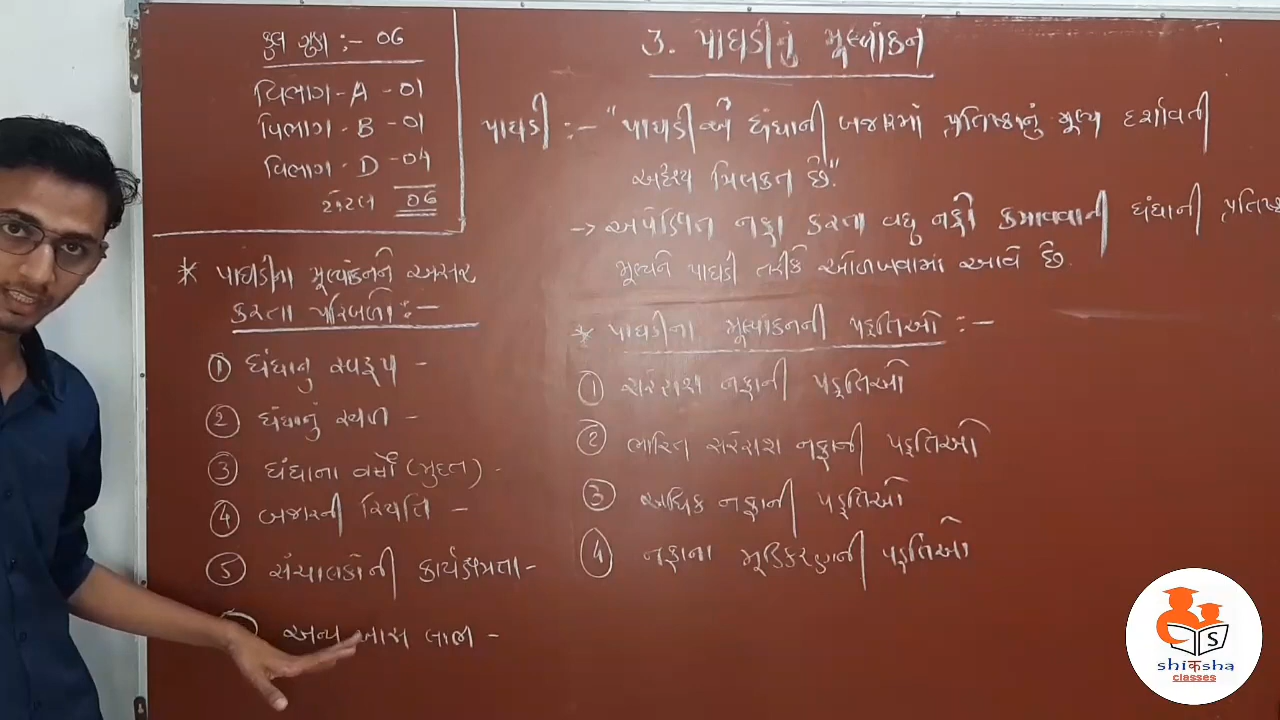 કુલ ગુણ :- 06
વિભાગ - A - 01
વિભાગ - B - 01
વિભાગ - D - 04
ટોટલ 06
3. પાઘડીનું મૂલ્યાંકન
પાઘડી :- "પાઘડી એ ધંધાની બજારમાં પ્રતિષ્ઠાનું મૂલ્ય દર્શાવની
અદૃશ્ય મિલકત છે."
→ અપેક્ષિત નફા કરતા વધુ નફો કમાવવાની ધંધાની
મૂલ્યને પાઘડી તરીકે ઓળખવામાં આવે છે.
* પાઘડીના મૂલ્યાંકનને અસર
કરતા પરિબળો :-
① ધંધાનું સ્વરૂપ -
② ધંધાનું સ્થળ -
③ ધંધાના વર્ષો (મુદત) -
④ બજારની સ્થિતિ -
⑤ સંચાલકોની કાર્યક્ષમતા -
અન્ય ખાસ લાભ -
* પાઘડીના મૂલ્યાંકનની પદ્ધતિઓ :-
① સરેરાશ નફાની પદ્ધતિઓ
② ભારિત સરેરાશ નફાની પદ્ધતિઓ
③ અધિક નફાની પદ્ધતિઓ
④ નફાના મૂડીકરણની પદ્ધતિઓ
S
shiકsha
classes